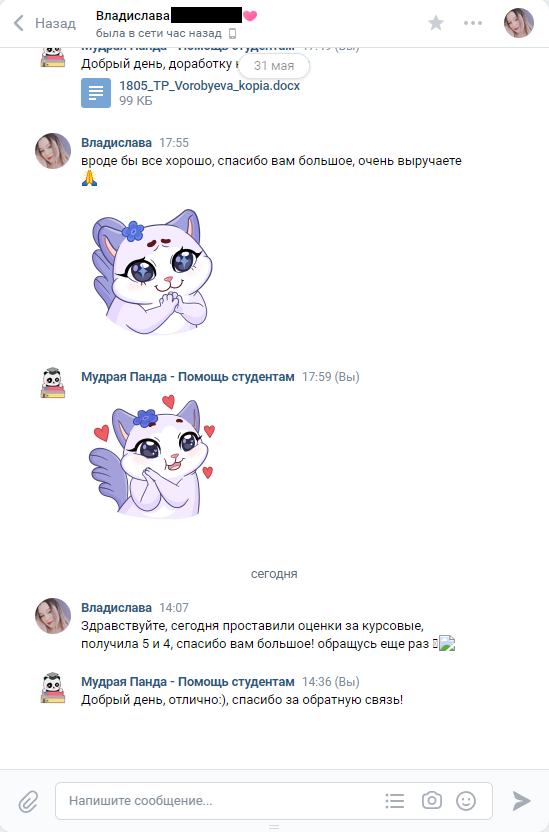 Назад
Владислава
была в сети час назад
Мудрая Панда - Помощь студентам 17:49 (Вы)
Добрый день, доработку
31 мая
1805_TP_Vorobyeva_kopia.docx
99 КБ
Владислава 17:55
вроде бы все хорошо, спасибо вам большое, очень выручаете
🙏
Мудрая Панда - Помощь студентам 17:59 (Вы)
сегодня
Владислава 14:07
Здравствуйте, сегодня проставили оценки за курсовые,
получила 5 и 4, спасибо вам большое! обращусь еще раз
Мудрая Панда - Помощь студентам 14:36 (Вы)
Добрый день, отлично:), спасибо за обратную связь!
Напишите сообщение...